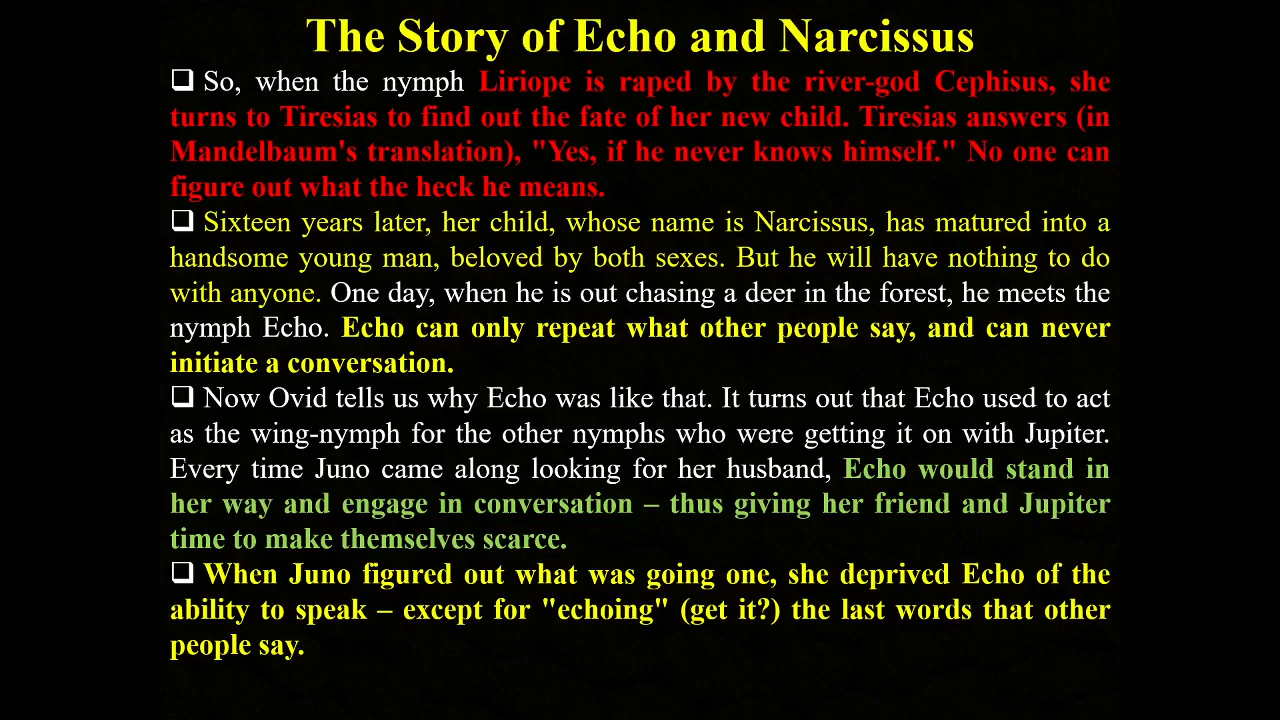 The Story of Echo and Narcissus
❑ So, when the nymph Liriope is raped by the river-god Cephisus, she
turns to Tiresias to find out the fate of her new child. Tiresias answers (in
Mandelbaum's translation), "Yes, if he never knows himself." No one can
figure out what the heck he means.
❑ Sixteen years later, her child, whose name is Narcissus, has matured into a
handsome young man, beloved by both sexes. But he will have nothing to do
with anyone. One day, when he is out chasing a deer in the forest, he meets the
nymph Echo. Echo can only repeat what other people say, and can never
initiate a conversation.
❑ Now Ovid tells us why Echo was like that. It turns out that Echo used to act
as the wing-nymph for the other nymphs who were getting it on with Jupiter.
Every time Juno came along looking for her husband, Echo would stand in
her way and engage in conversation – thus giving her friend and Jupiter
time to make themselves scarce.
❑ When Juno figured out what was going one, she deprived Echo of the
ability to speak – except for "echoing" (get it?) the last words that other
people say.